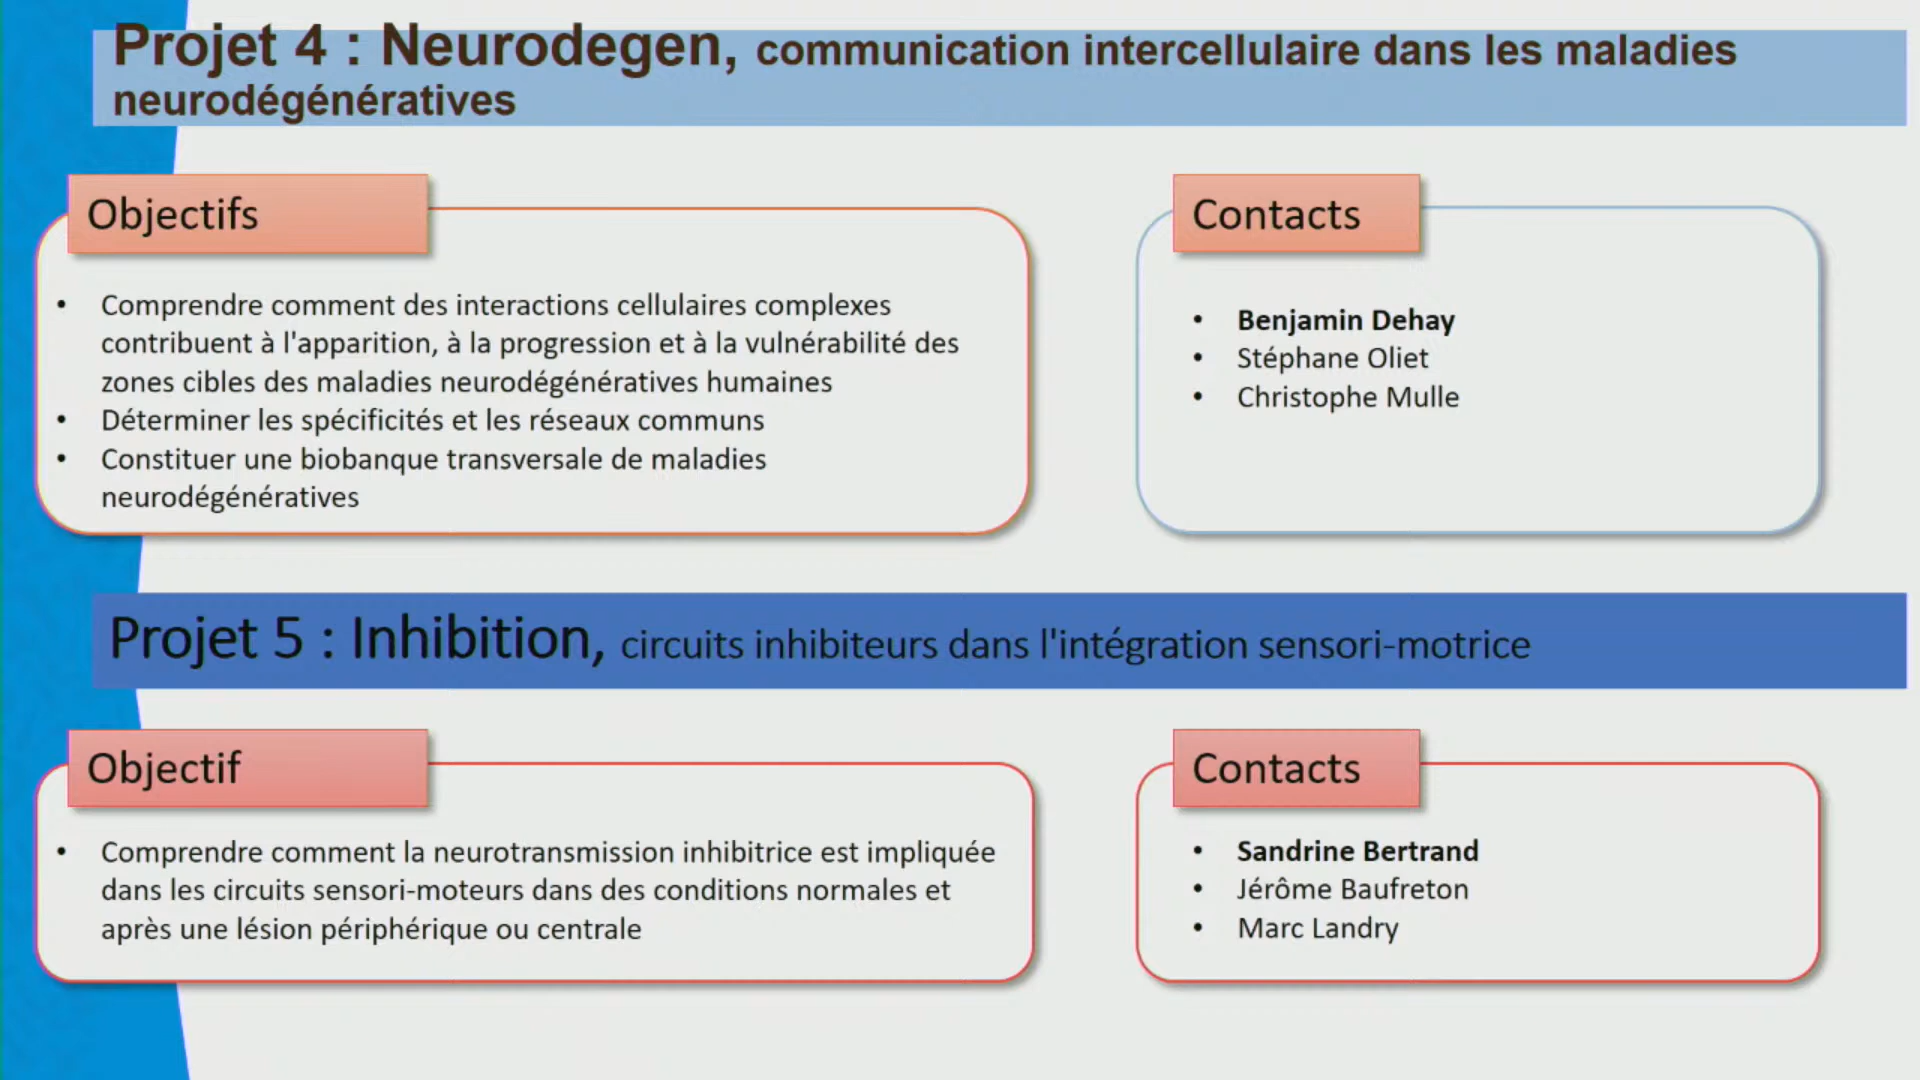 Projet 4 : Neurodegen, communication intercellulaire dans les maladies
neurodégénératives
Objectifs
• Comprendre comment des interactions cellulaires complexes
contribuent à l'apparition, à la progression et à la vulnérabilité des
zones cibles des maladies neurodégénératives humaines
• Déterminer les spécificités et les réseaux communs
• Constituer une biobanque transversale de maladies
neurodégénératives
Contacts
• Benjamin Dehay
• Stéphane Oliet
• Christophe Mulle
Projet 5 : Inhibition, circuits inhibiteurs dans l'intégration sensori-motrice
Objectif
• Comprendre comment la neurotransmission inhibitrice est impliquée
dans les circuits sensori-moteurs dans des conditions normales et
après une lésion périphérique ou centrale
Contacts
• Sandrine Bertrand
• Jérôme Baufreton
• Marc Landry